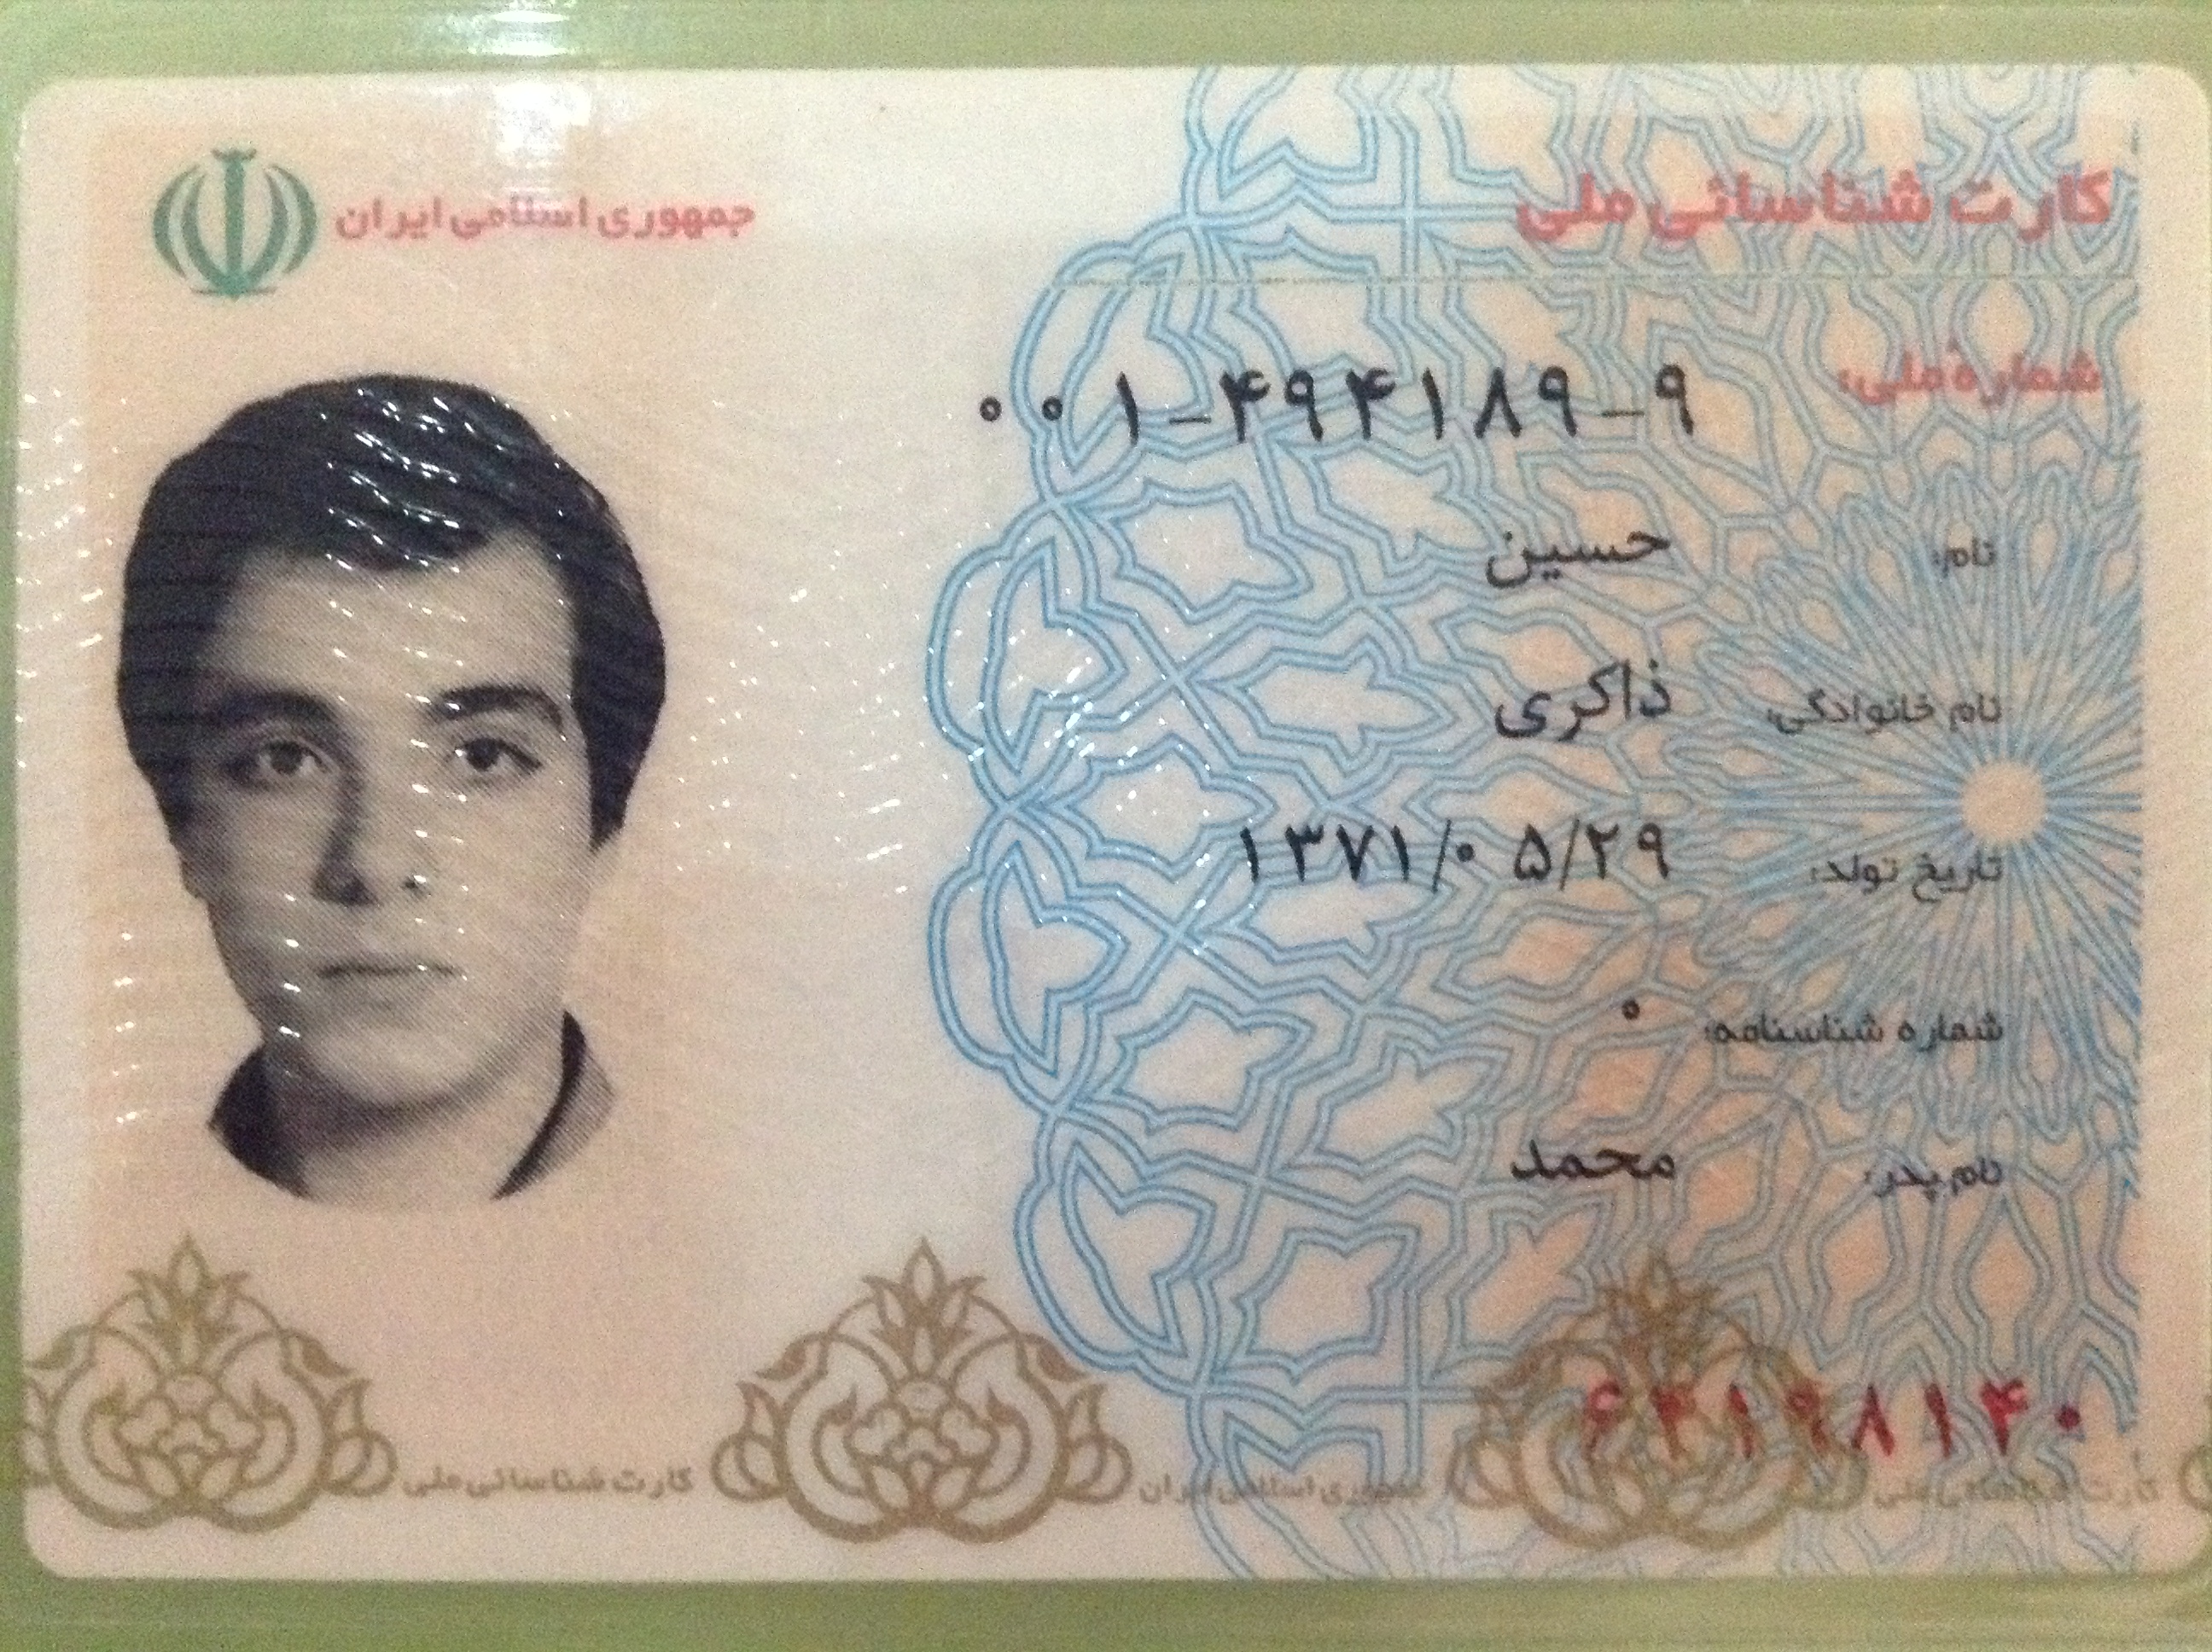 کارت شناسائی ملی
جمهوری اسلامی ایران
شماره ملی: ۰۰۱-۴۹۴۱۸۹-۹
نام: حسین
نام خانوادگی: ذاکری
تاریخ تولد: ۱۳۷۱/۰۵/۲۹
شماره شناسنامه: ۰
نام پدر: محمد
۶۲۱۹۸۱۴۰
کارت شناسائی ملی جمهوری اسلامی ایران کارت شناسائی ملی